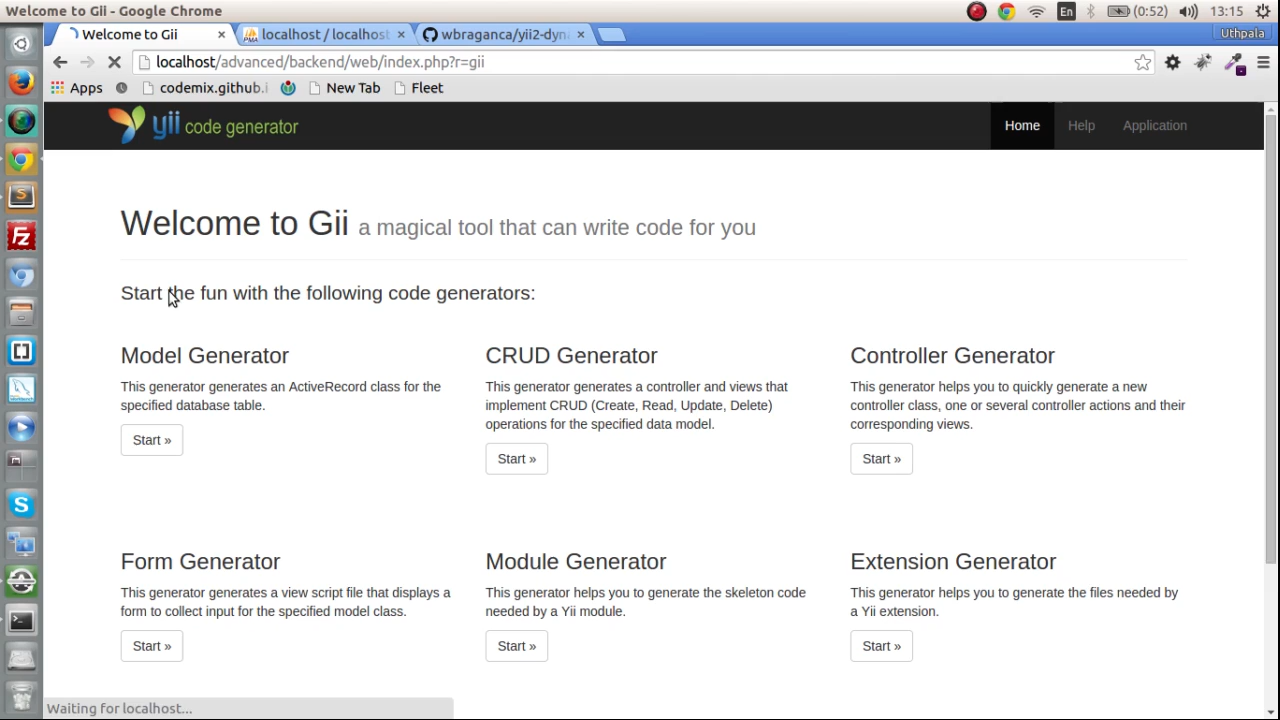 Welcome to Gii - Google Chrome
En
(0:52)
13:15
Welcome to Gii
localhost / localhost
wbraganca/yii2-dyn
Uthpala
localhost/advanced/backend/web/index.php?r=gii
Apps
codemix.github.i
New Tab
Fleet
yii code generator
Home
Help
Application
Welcome to Gii a magical tool that can write code for you
Start the fun with the following code generators:
Model Generator
This generator generates an ActiveRecord class for the
specified database table.
Start »
CRUD Generator
This generator generates a controller and views that
implement CRUD (Create, Read, Update, Delete)
operations for the specified data model.
Start »
Controller Generator
This generator helps you to quickly generate a new
controller class, one or several controller actions and their
corresponding views.
Start »
Form Generator
This generator generates a view script file that displays a
form to collect input for the specified model class.
Start »
Module Generator
This generator helps you to generate the skeleton code
needed by a Yii module.
Start »
Extension Generator
This generator helps you to generate the files needed by
a Yii extension.
Start »
Waiting for localhost...